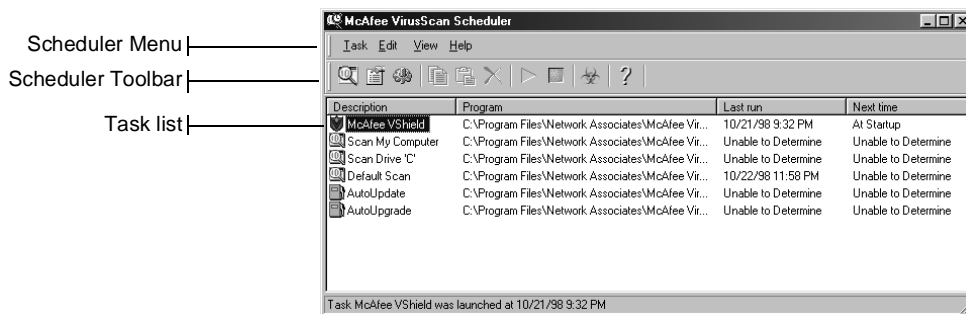 McAfee VirusScan Scheduler
Scheduler Menu
Task Edit View Help
Scheduler Toolbar
Description Program Last run Next time
Task list
McAfee VShield C:\Program Files\Network Associates\McAfee Vir... 10/21/98 9:32 PM At Startup
Scan My Computer C:\Program Files\Network Associates\McAfee Vir... Unable to Determine Unable to Determine
Scan Drive 'C' C:\Program Files\Network Associates\McAfee Vir... Unable to Determine Unable to Determine
Default Scan C:\Program Files\Network Associates\McAfee Vir... 10/22/98 11:58 PM Unable to Determine
AutoUpdate C:\Program Files\Network Associates\McAfee Vir... Unable to Determine Unable to Determine
AutoUpgrade C:\Program Files\Network Associates\McAfee Vir... Unable to Determine Unable to Determine
Task McAfee VShield was launched at 10/21/98 9:32 PM